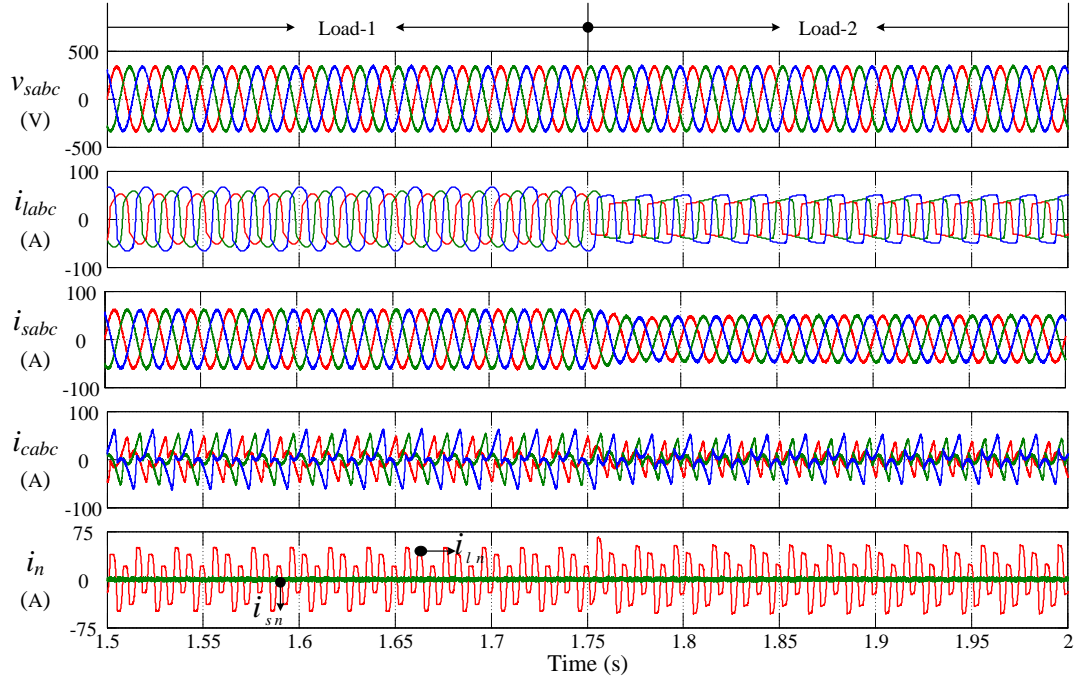 Load-1 Load-2
500
v_sabc
0
(V)
-500
100
i_labc
0
(A)
-100
100
i_sabc
0
(A)
-100
100
i_cabc
0
(A)
-100
75
i_ln
i_n
0
(A)
i_sn
-75
1.5 1.55 1.6 1.65 1.7 1.75 1.8 1.85 1.9 1.95 2
Time (s)